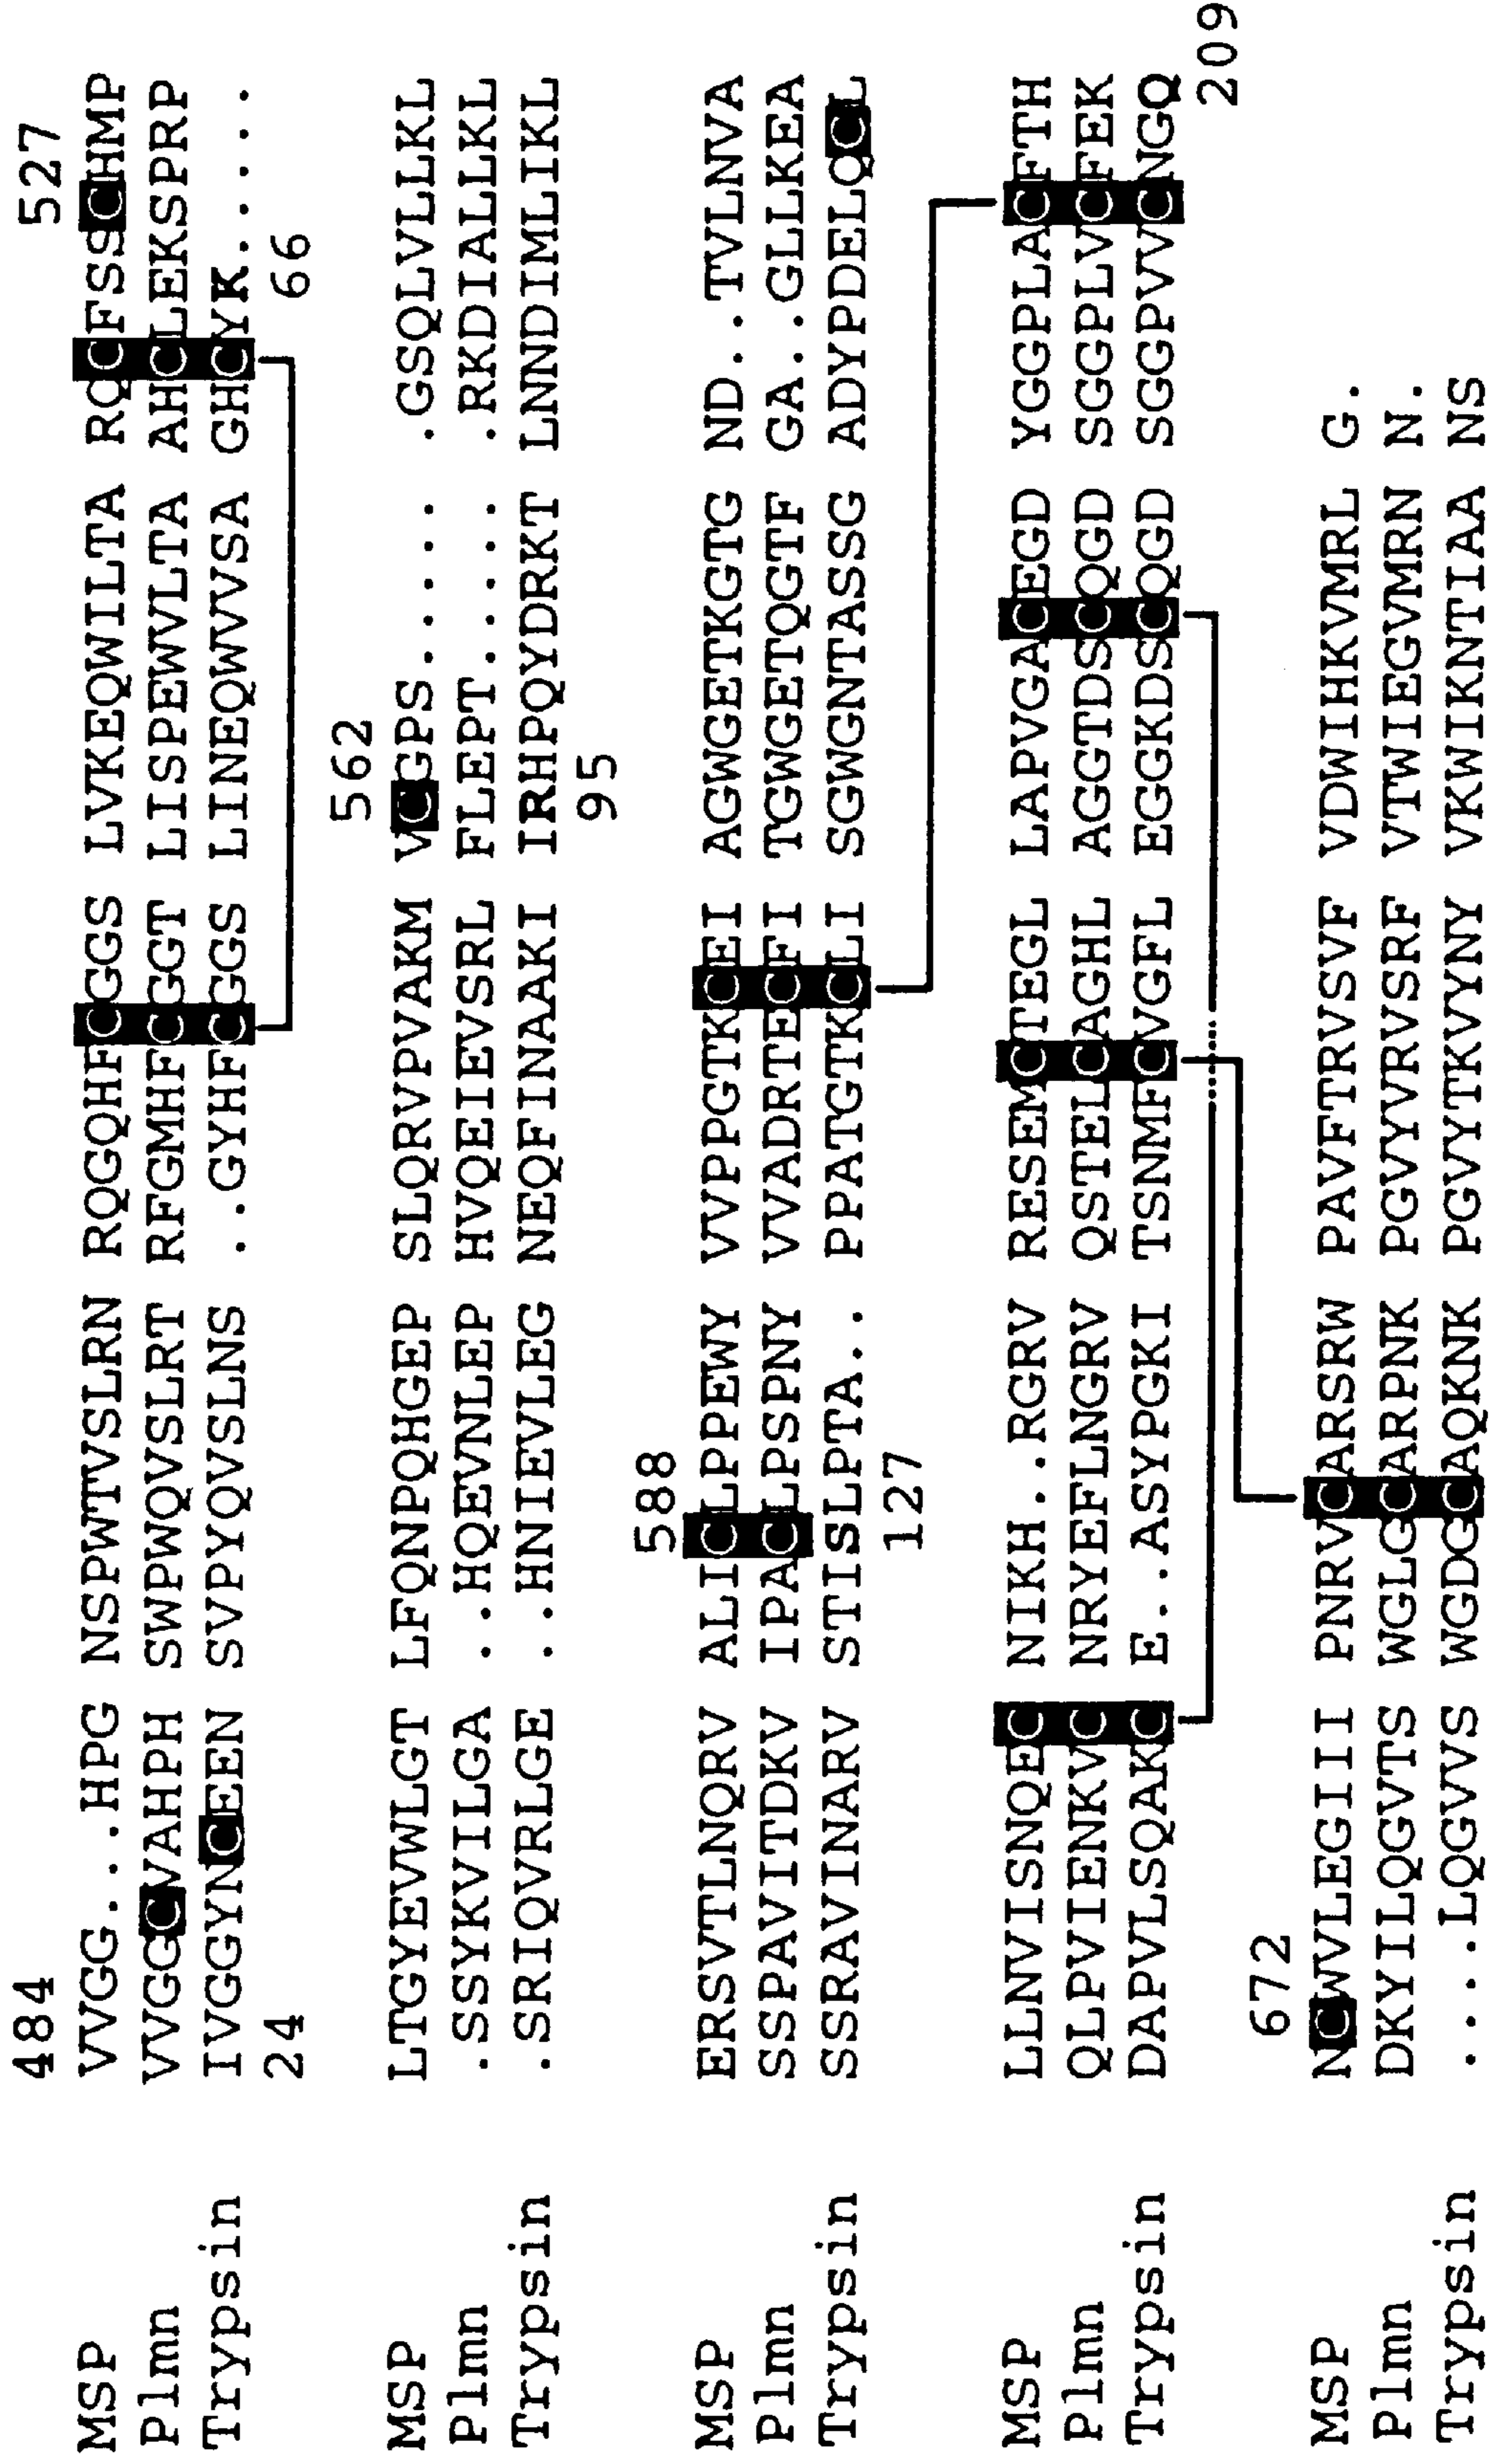 484 527
MSP VVGG...HPG NSPWTVSLRN RQGQHFCGGS LVKEQWILTA RQCFSSCHMP
Plmn VVGGCVAHPH SWPWQVSLRT RFGMHFCGGT LISPEWVLTA AHCLEKSPRP
Trypsin IVGGYNCEEN SVPYQVSLNS ..GYHFCGGS LINEQWVVSA GHCYK.....
24 66
562
MSP LTGYEVWLGT LFQNPQHGEP SLQRVPVAKM VCGPS..... .GSQLVLLKL
Plmn .SSYKVILGA ..HQEVNLEP HVQEIEVSRL FLEPT..... .RKDIALLKL
Trypsin .SRIQVRLGE ..HNIEVLEG NEQFINAAKI IRHPQYDRKT LNNDIMLIKL
95
588
MSP ERSVTLNQRV ALICLPPEWY VVPPGTKCEI AGWGETKGTG ND..TVLNVA
Plmn SSPAVITDKV IPACLPSPNY VVADRTECFI TGWGETQGTF GA..GLLKEA
Trypsin SSRAVINARV STISLPTA.. PPATGTKCLI SGWGNTASSG ADYPDELQCL
127
MSP LLNVISNQEC NIKH..RGRV RESEMCTEGL LAPVGACEGD YGGPLACFTH
Plmn QLPVIENKVC NRYEFLNGRV QSTELCAGHL AGGTDSCQGD SGGPLVCFEK
Trypsin DAPVLSQAKC E..ASYPGKI TSNMFCVGFL EGGKDSCQGD SGGPVVCNGQ
209
672
MSP NCWVLEGIII PNRVCARSRW PAVFTRVSVF VDWIHKVMRL G.
Plmn DKYILQGVTS WGLGCARPNK PGVYVRVSRF VTWIEGVMRN N.
Trypsin ....LQGVVS WGDGCAQKNK PGVYTKVYNY VKWIKNTIAA NS